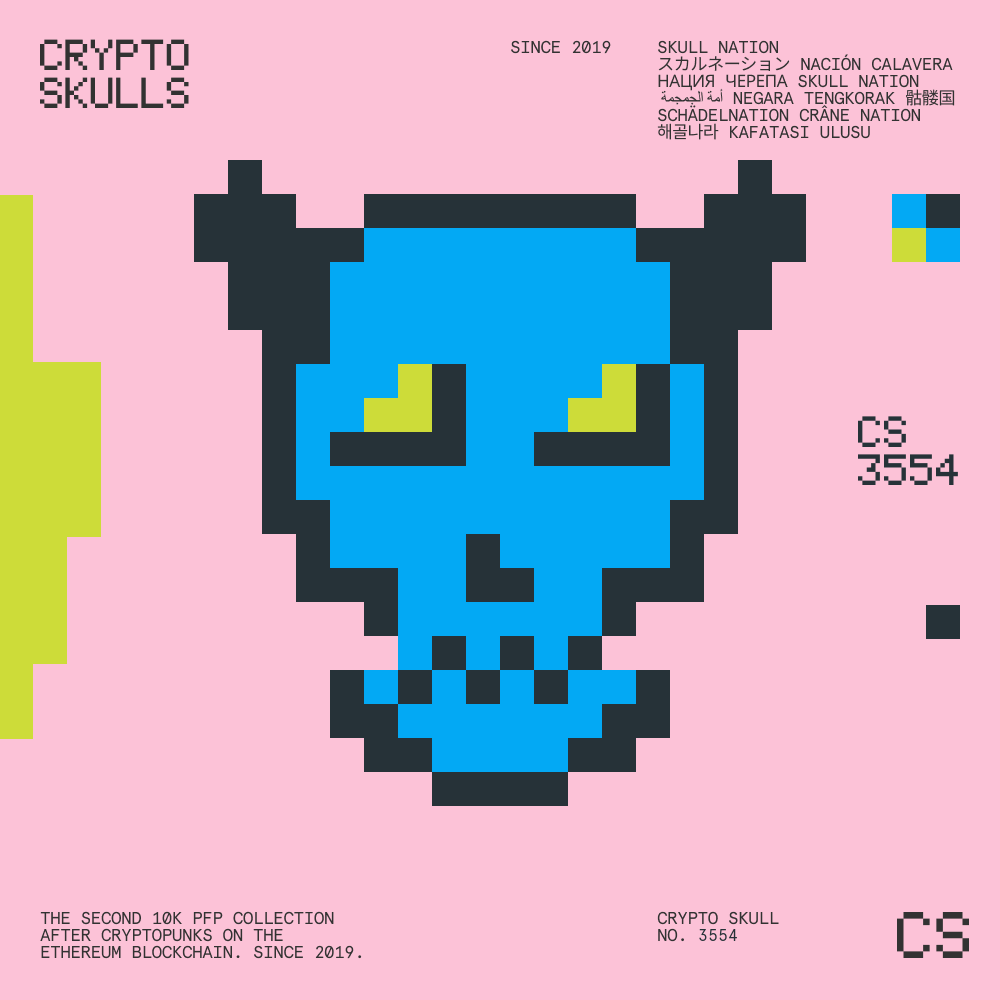 CRYPTO
SKULLS
SINCE 2019
SKULL NATION
スカルネーション NACIÓN CALAVERA
НАЦИЯ ЧЕРЕПА SKULL NATION
أمة الجمجمة NEGARA TENGKORAK 骷髅国
SCHÄDELNATION CRÂNE NATION
해골나라 KAFATASI ULUSU
CS
3554
THE SECOND 10K PFP COLLECTION
AFTER CRYPTOPUNKS ON THE
ETHEREUM BLOCKCHAIN. SINCE 2019.
CRYPTO SKULL
NO. 3554
CS